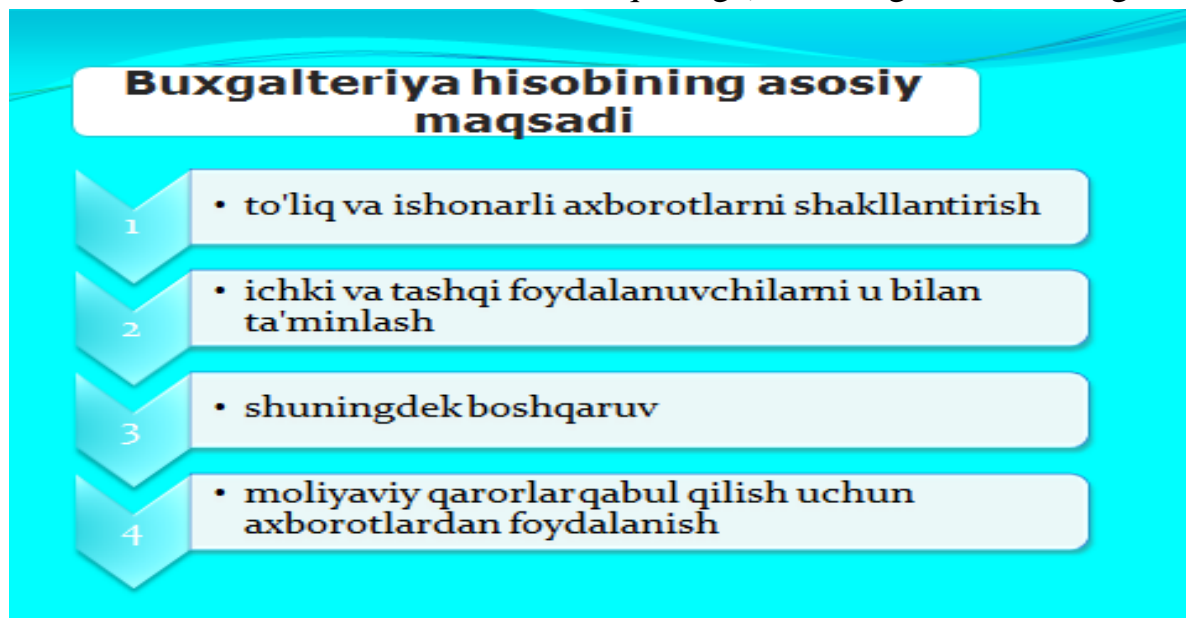 Buxgalteriya hisobining asosiy
maqsadi
1
• to'liq va ishonarli axborotlarni shakllantirish
2
• ichki va tashqi foydalanuvchilarni u bilan
ta'minlash
3
• shuningdek boshqaruv
4
• moliyaviy qarorlar qabul qilish uchun
axborotlardan foydalanish